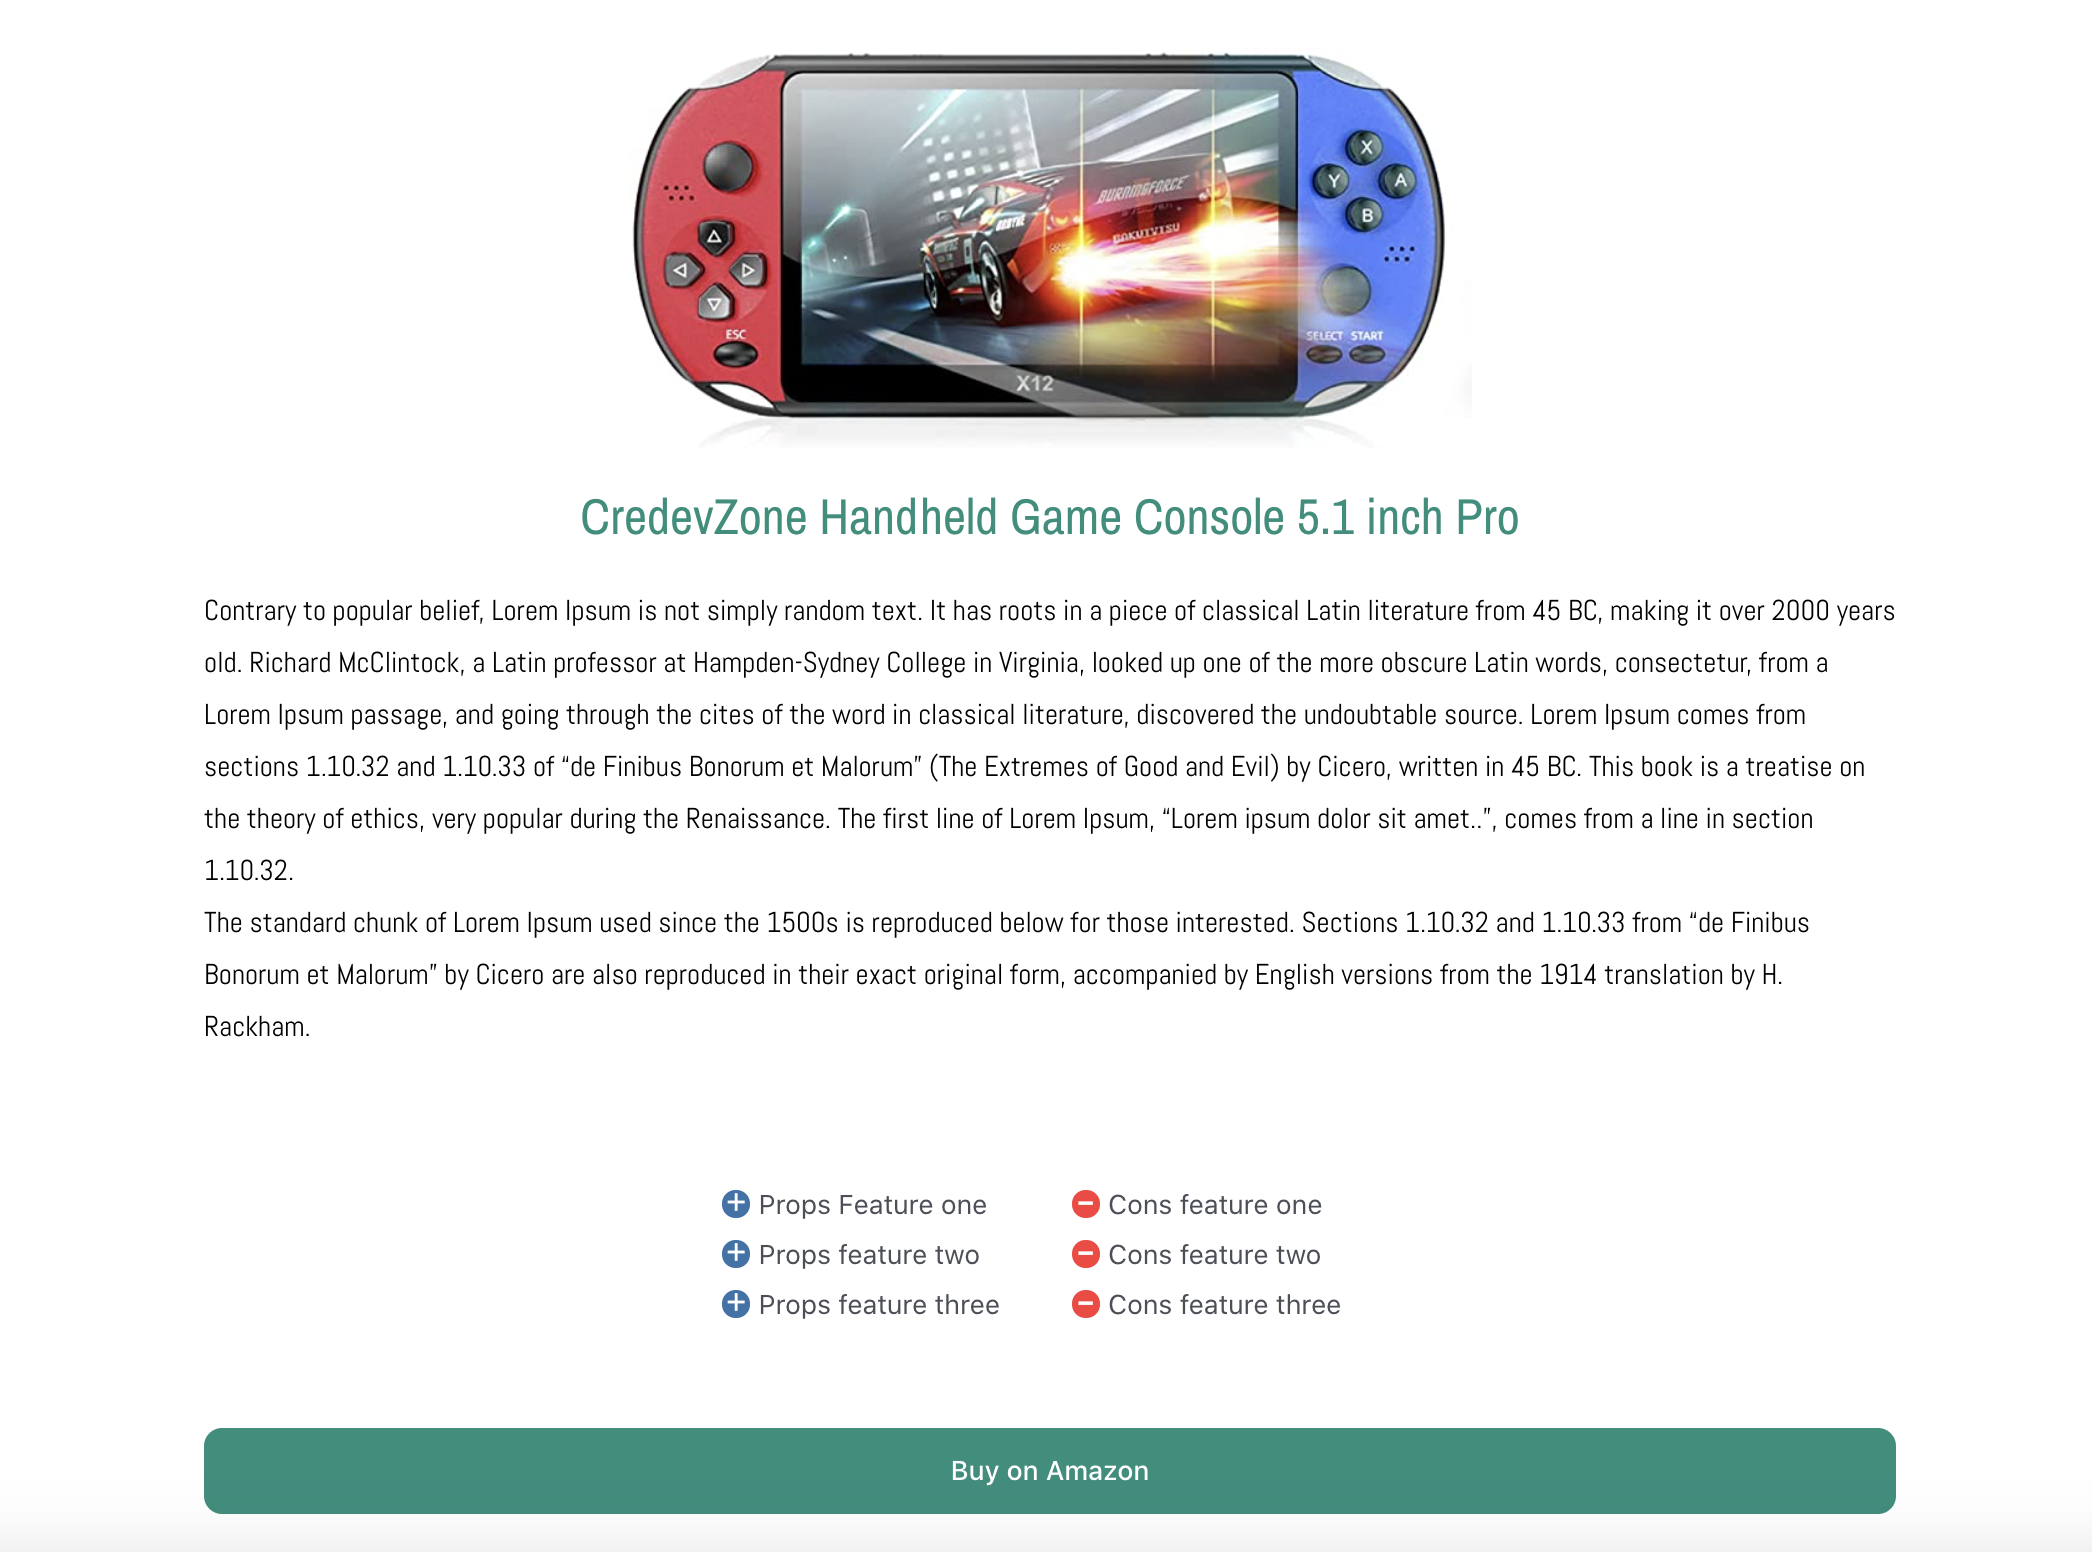 X
Y A
BURNINGFORCE
B
ESC
SELECT START
X12
CredevZone Handheld Game Console 5.1 inch Pro
Contrary to popular belief, Lorem Ipsum is not simply random text. It has roots in a piece of classical Latin literature from 45 BC, making it over 2000 years
old. Richard McClintock, a Latin professor at Hampden-Sydney College in Virginia, looked up one of the more obscure Latin words, consectetur, from a
Lorem Ipsum passage, and going through the cites of the word in classical literature, discovered the undoubtable source. Lorem Ipsum comes from
sections 1.10.32 and 1.10.33 of “de Finibus Bonorum et Malorum” (The Extremes of Good and Evil) by Cicero, written in 45 BC. This book is a treatise on
the theory of ethics, very popular during the Renaissance. The first line of Lorem Ipsum, “Lorem ipsum dolor sit amet..”, comes from a line in section
1.10.32.
The standard chunk of Lorem Ipsum used since the 1500s is reproduced below for those interested. Sections 1.10.32 and 1.10.33 from “de Finibus
Bonorum et Malorum” by Cicero are also reproduced in their exact original form, accompanied by English versions from the 1914 translation by H.
Rackham.
Props Feature one Cons feature one
Props feature two Cons feature two
Props feature three Cons feature three
Buy on Amazon